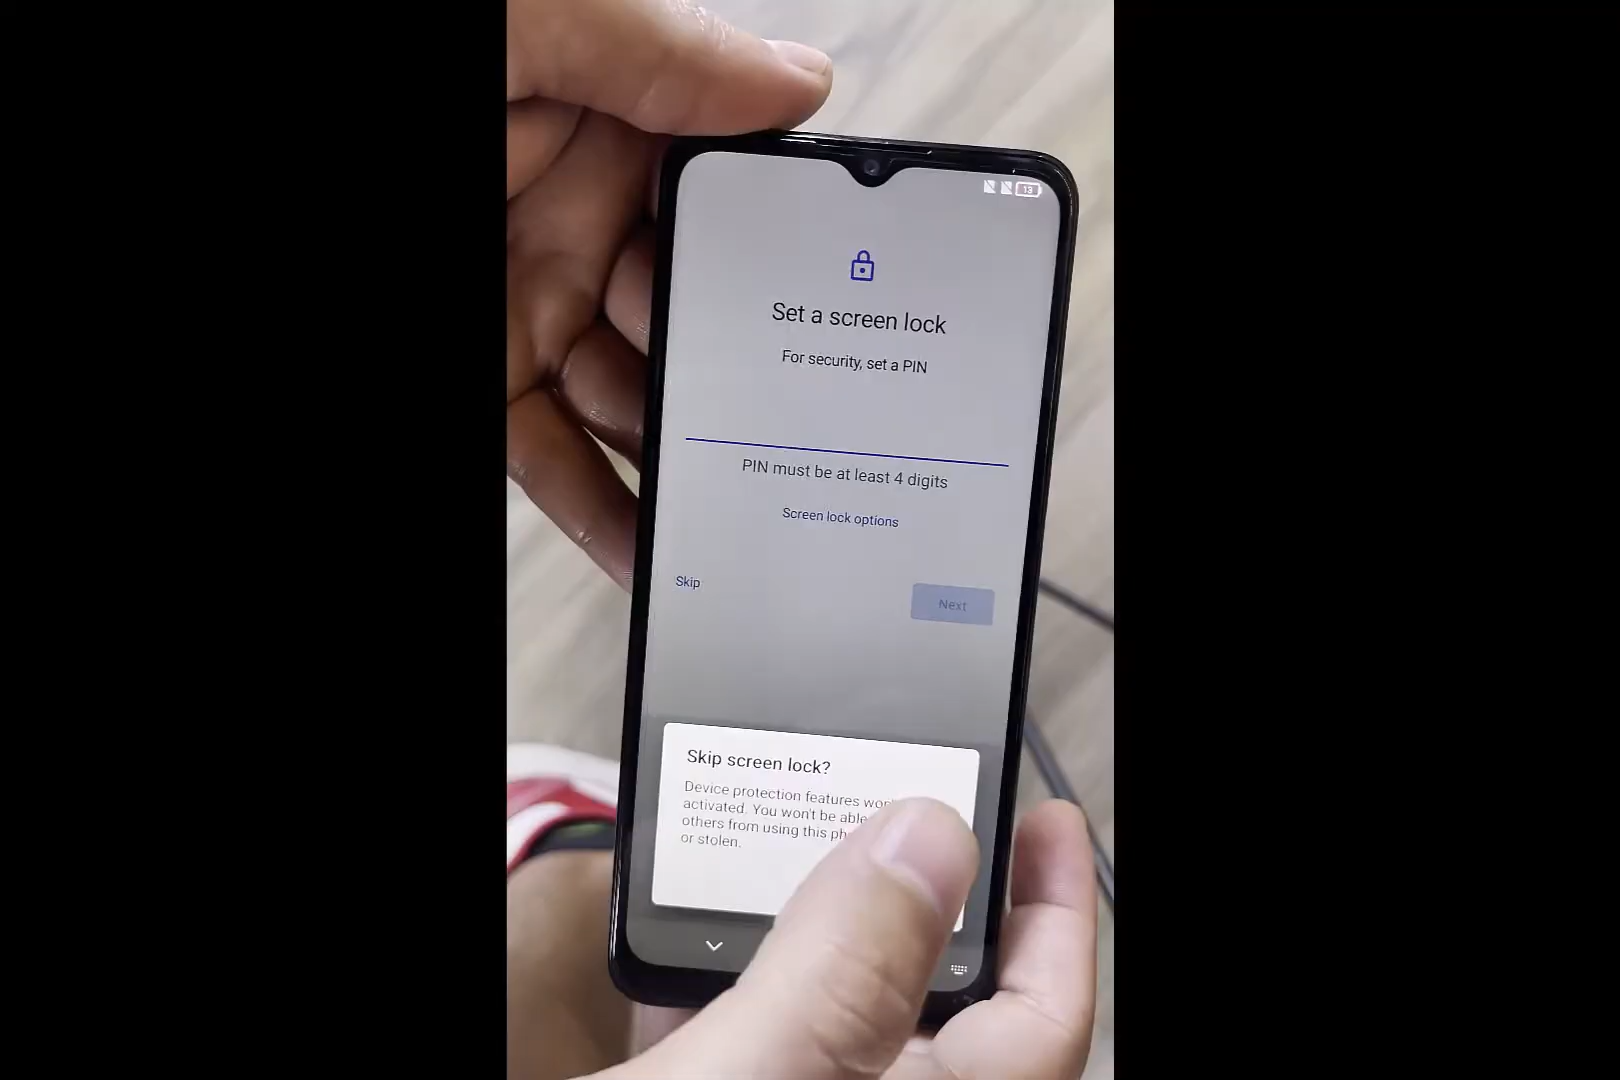 13
Set a screen lock
For security, set a PIN
PIN must be at least 4 digits
Screen lock options
Skip
Next
Skip screen lock?
Device protection features
activated. You won't be able
others from using this
or stolen.